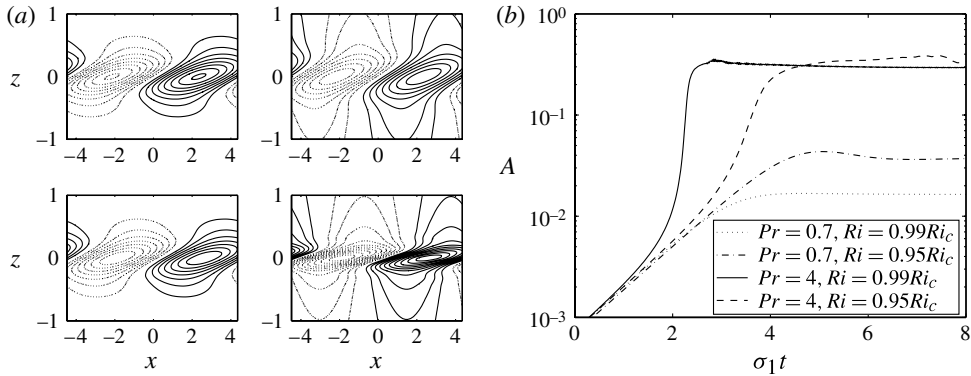 (a)
1
z 0
−1
−4 −2 0 2 4
1
0
−1
−4 −2 0 2 4
1
z 0
−1
−4 −2 0 2 4
x
1
0
−1
−4 −2 0 2 4
x
(b)
10⁰
10⁻¹
A
10⁻²
10⁻³
0 2 4 6 8
σ₁t
Pr = 0.7, Ri = 0.99Ri_c
Pr = 0.7, Ri = 0.95Ri_c
Pr = 4, Ri = 0.99Ri_c
Pr = 4, Ri = 0.95Ri_c